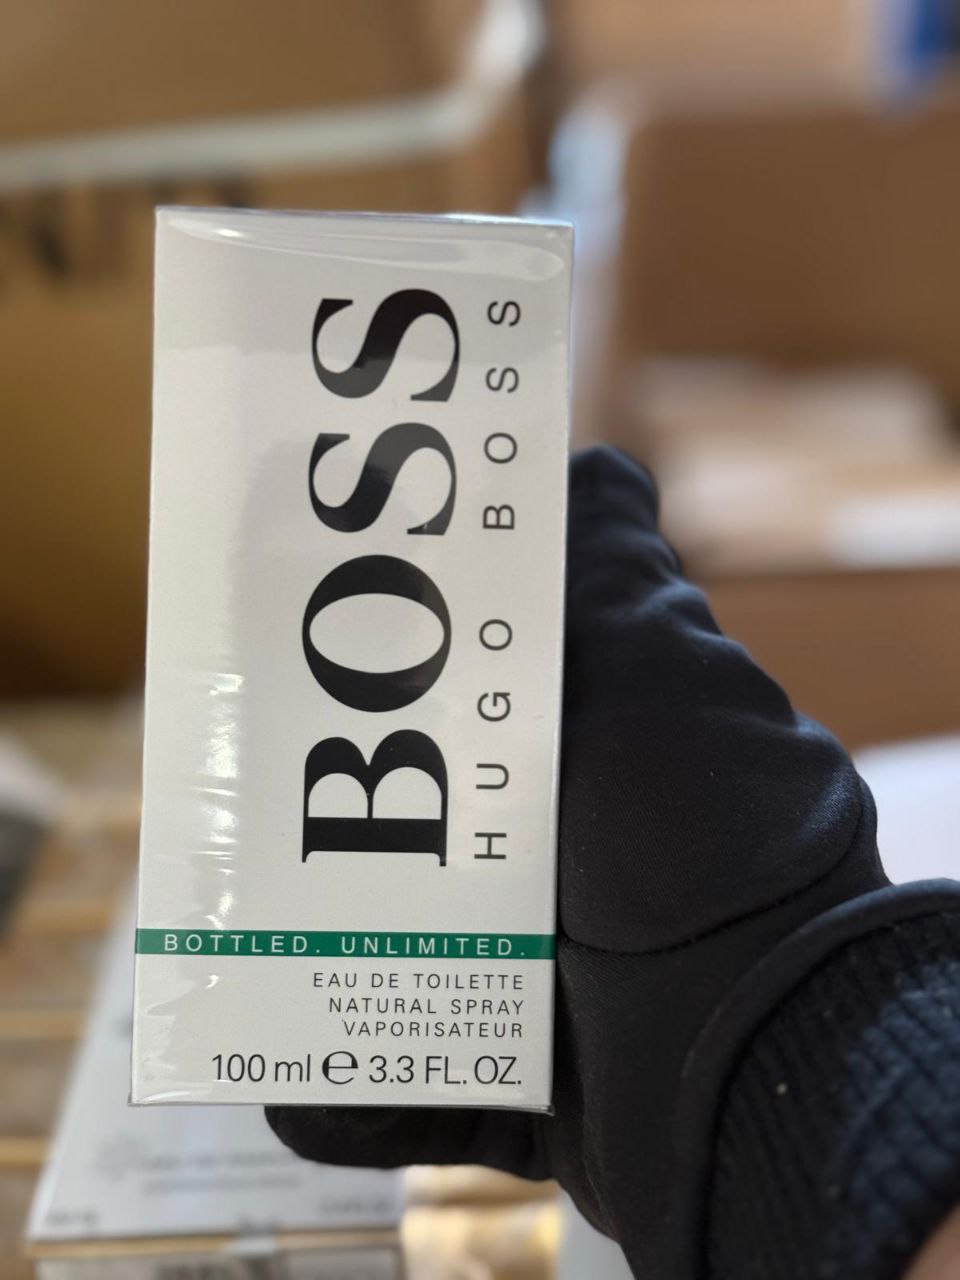 BOSS
HUGO BOSS
BOTTLED. UNLIMITED.
EAU DE TOILETTE
NATURAL SPRAY
VAPORISATEUR
100 ml ℮ 3.3 FL. OZ.